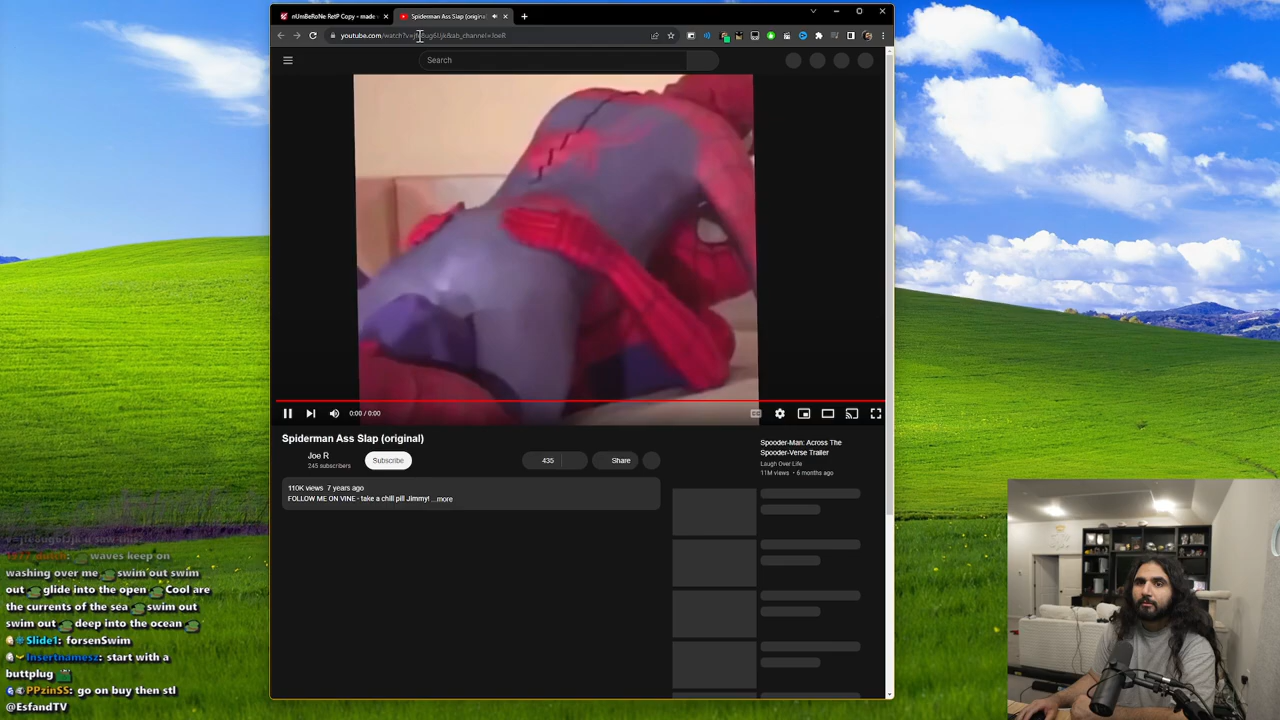 nUmBeRoNe RetP Copy - made
Spiderman Ass Slap (original
Search
0:00 / 0:00
Spiderman Ass Slap (original)
Joe R
245 subscribers
Subscribe
435
Share
110K views 7 years ago
FOLLOW ME ON VINE - take a chill pill Jimmy! ...more
Spooder-Man: Across The
Spooder-Verse Trailer
Laugh Over Life
11M views • 6 months ago
waves keep on
washing over me swim out swim
out glide into the open Cool are
the currents of the sea swim out
swim out deep into the ocean
Slide1: forsenSwim
Insertnamesz: start with a
buttplug
PPzinSS: go on buy then stl
@EsfandTV